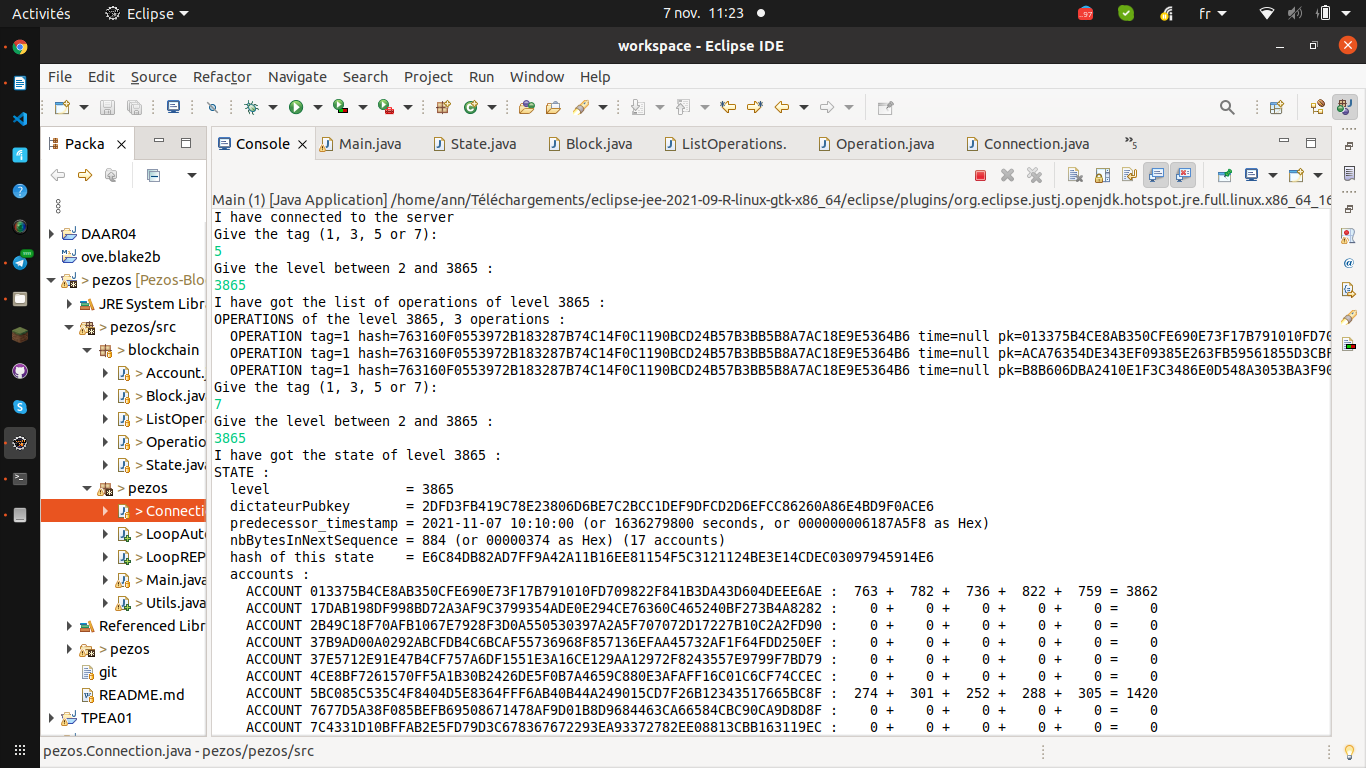 Activités Eclipse 7 nov. 11:23 97 fr
workspace - Eclipse IDE
File Edit Source Refactor Navigate Search Project Run Window Help
Packa Console Main.java State.java Block.java ListOperations. Operation.java Connection.java »5
Main (1) [Java Application] /home/ann/Téléchargements/eclipse-jee-2021-09-R-linux-gtk-x86_64/eclipse/plugins/org.eclipse.justj.openjdk.hotspot.jre.full.linux.x86_64_16
DAAR04
ove.blake2b
> pezos [Pezos-Blo
JRE System Libr
> pezos/src
> blockchain
> Account.
> Block.java
> ListOper
> Operatio
> State.java
> pezos
> Connecti
> LoopAuto
> LoopREP
> Main.java
> Utils.java
Referenced Libr
> pezos
git
README.md
TPEA01
I have connected to the server
Give the tag (1, 3, 5 or 7):
5
Give the level between 2 and 3865 :
3865
I have got the list of operations of level 3865 :
OPERATIONS of the level 3865, 3 operations :
OPERATION tag=1 hash=763160F0553972B183287B74C14F0C1190BCD24B57B3BB5B8A7AC18E9E5364B6 time=null pk=013375B4CE8AB350CFE690E73F17B791010FD70
OPERATION tag=1 hash=763160F0553972B183287B74C14F0C1190BCD24B57B3BB5B8A7AC18E9E5364B6 time=null pk=ACA76354DE343EF09385E263FB59561855D3CBF
OPERATION tag=1 hash=763160F0553972B183287B74C14F0C1190BCD24B57B3BB5B8A7AC18E9E5364B6 time=null pk=B8B606DBA2410E1F3C3486E0D548A3053BA3F90
Give the tag (1, 3, 5 or 7):
7
Give the level between 2 and 3865 :
3865
I have got the state of level 3865 :
STATE :
level = 3865
dictateurPubkey = 2DFD3FB419C78E23806D6BE7C2BCC1DEF9DFCD2D6EFCC86260A86E4BD9F0ACE6
predecessor_timestamp = 2021-11-07 10:10:00 (or 1636279800 seconds, or 000000006187A5F8 as Hex)
nbBytesInNextSequence = 884 (or 00000374 as Hex) (17 accounts)
hash of this state = E6C84DB82AD7FF9A42A11B16EE81154F5C3121124BE3E14CDEC03097945914E6
accounts :
ACCOUNT 013375B4CE8AB350CFE690E73F17B791010FD709822F841B3DA43D604DEEE6AE : 763 + 782 + 736 + 822 + 759 = 3862
ACCOUNT 17DAB198DF998BD72A3AF9C3799354ADE0E294CE76360C465240BF273B4A8282 : 0 + 0 + 0 + 0 + 0 = 0
ACCOUNT 2B49C18F70AFB1067E7928F3D0A550530397A2A5F707072D17227B10C2A2FD90 : 0 + 0 + 0 + 0 + 0 = 0
ACCOUNT 37B9AD00A0292ABCFDB4C6BCAF55736968F857136EFAA45732AF1F64FDD250EF : 0 + 0 + 0 + 0 + 0 = 0
ACCOUNT 37E5712E91E47B4CF757A6DF1551E3A16CE129AA12972F8243557E9799F7BD79 : 0 + 0 + 0 + 0 + 0 = 0
ACCOUNT 4CE8BF7261570FF5A1B30B2426DE5F0B7A4659C880E3AFAFF16C01C6CF74CCEC : 0 + 0 + 0 + 0 + 0 = 0
ACCOUNT 5BC085C535C4F8404D5E8364FFF6AB40B44A249015CD7F26B12343517665BC8F : 274 + 301 + 252 + 288 + 305 = 1420
ACCOUNT 7677D5A38F085BEFB69508671478AF9D01B8D9684463CA66584CBC90CA9D8D8F : 0 + 0 + 0 + 0 + 0 = 0
ACCOUNT 7C4331D10BFFAB2E5FD79D3C678367672293EA93372782EE08813CBB163119EC : 0 + 0 + 0 + 0 + 0 = 0
pezos.Connection.java - pezos/pezos/src